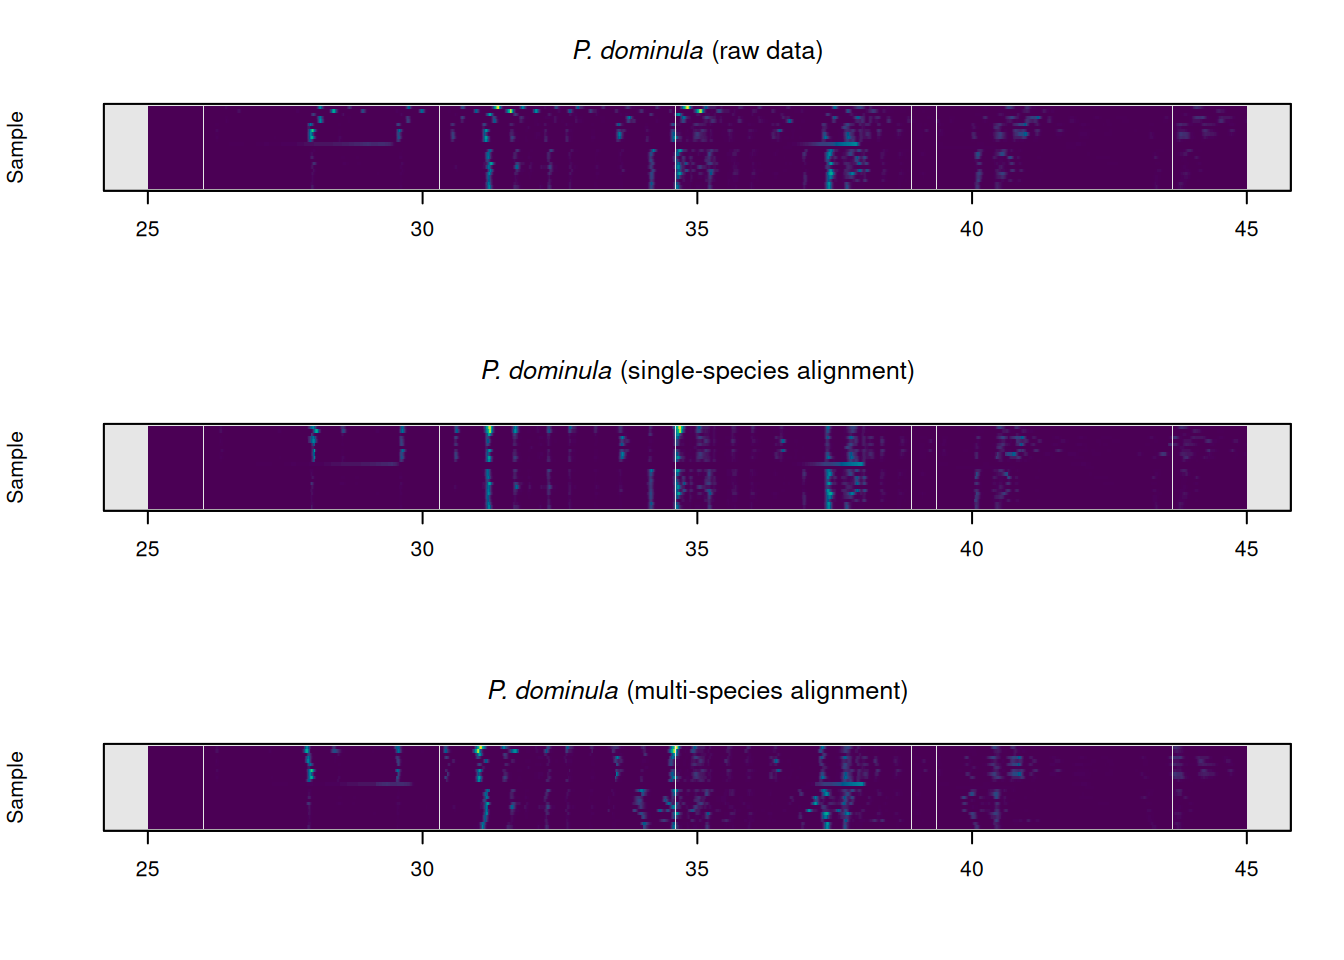 P. dominula (raw data)
Sample
25 30 35 40 45
P. dominula (single-species alignment)
Sample
25 30 35 40 45
P. dominula (multi-species alignment)
Sample
25 30 35 40 45